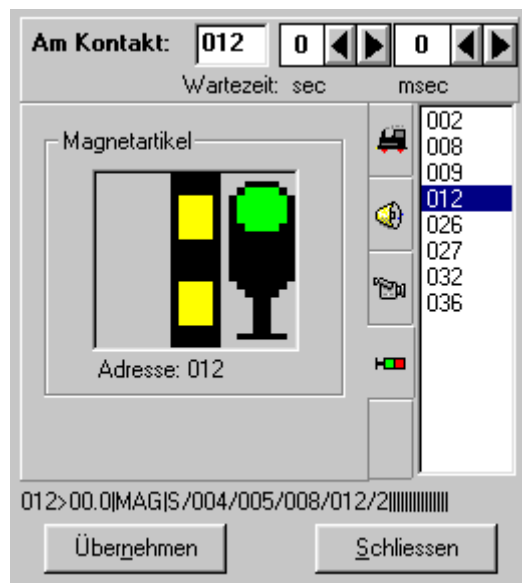 Am Kontakt: 012 0 0
Wartezeit: sec msec
Magnetartikel
Adresse: 012
002
008
009
012
026
027
032
036
012>00.0|MAG|S/004/005/008/012/2||||||||||||||
Übernehmen Schliessen